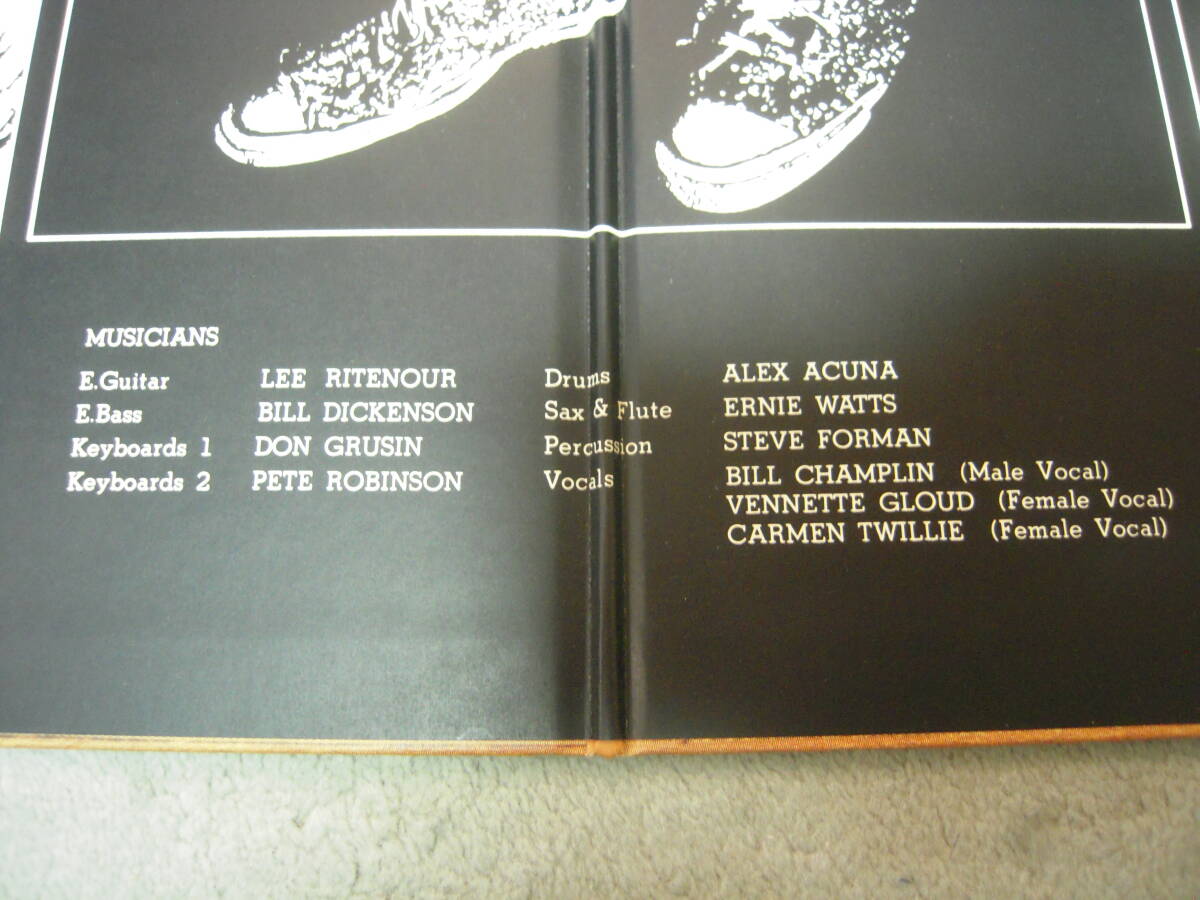 MUSICIANS
E.Guitar LEE RITENOUR Drums ALEX ACUNA
E.Bass BILL DICKENSON Sax & Flute ERNIE WATTS
Keyboards 1 DON GRUSIN Percussion STEVE FORMAN
Keyboards 2 PETE ROBINSON Vocals BILL CHAMPLIN (Male Vocal)
VENNETTE GLOUD (Female Vocal)
CARMEN TWILLIE (Female Vocal)